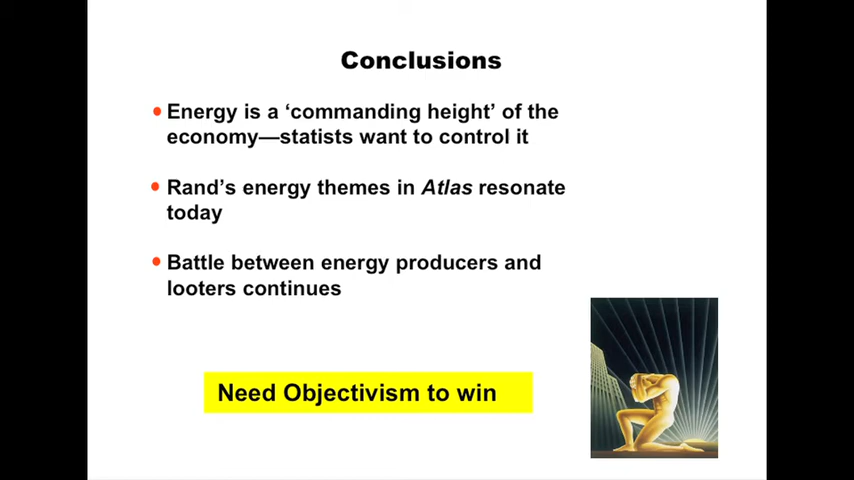 Conclusions
• Energy is a ‘commanding height’ of the
economy—statists want to control it
• Rand’s energy themes in Atlas resonate
today
• Battle between energy producers and
looters continues
Need Objectivism to win